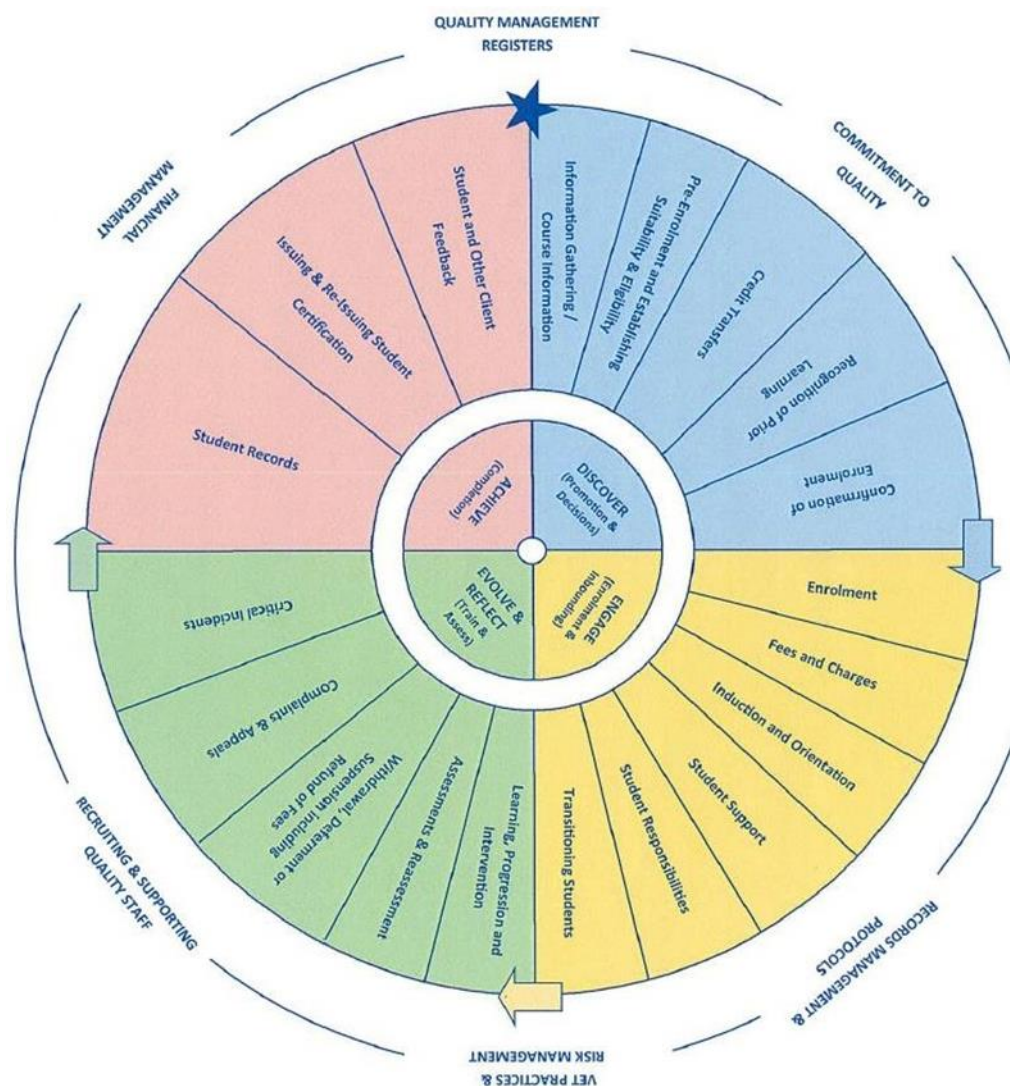 QUALITY MANAGEMENT
REGISTERS
COMMITMENT TO
QUALITY
RECORDS MANAGEMENT &
PROTOCOLS
VET PRACTICES &
RISK MANAGEMENT
RECRUITING & SUPPORTING
QUALITY STAFF
FINANCIAL
MANAGEMENT
Information Gathering /
Course Information
Pre-Enrolment and Establishing
Suitability & Eligibility
Credit Transfers
Recognition of Prior
Learning
Confirmation of
Enrolment
Enrolment
Fees and Charges
Induction and Orientation
Student Support
Student Responsibilities
Transitioning Students
Learning, Progression and
Intervention
Assessments & Reassessment
Withdrawal, Deferment or
Suspension Including
Refund of Fees
Complaints & Appeals
Critical Incidents
Student Records
Issuing & Re-Issuing Student
Certification
Student and Other Client
Feedback
DISCOVER
(Promotion &
Decisions)
ENGAGE
(Enrolment &
Inbounding)
EVOLVE &
REFLECT
(Train &
Assess)
ACHIEVE
(Completion)